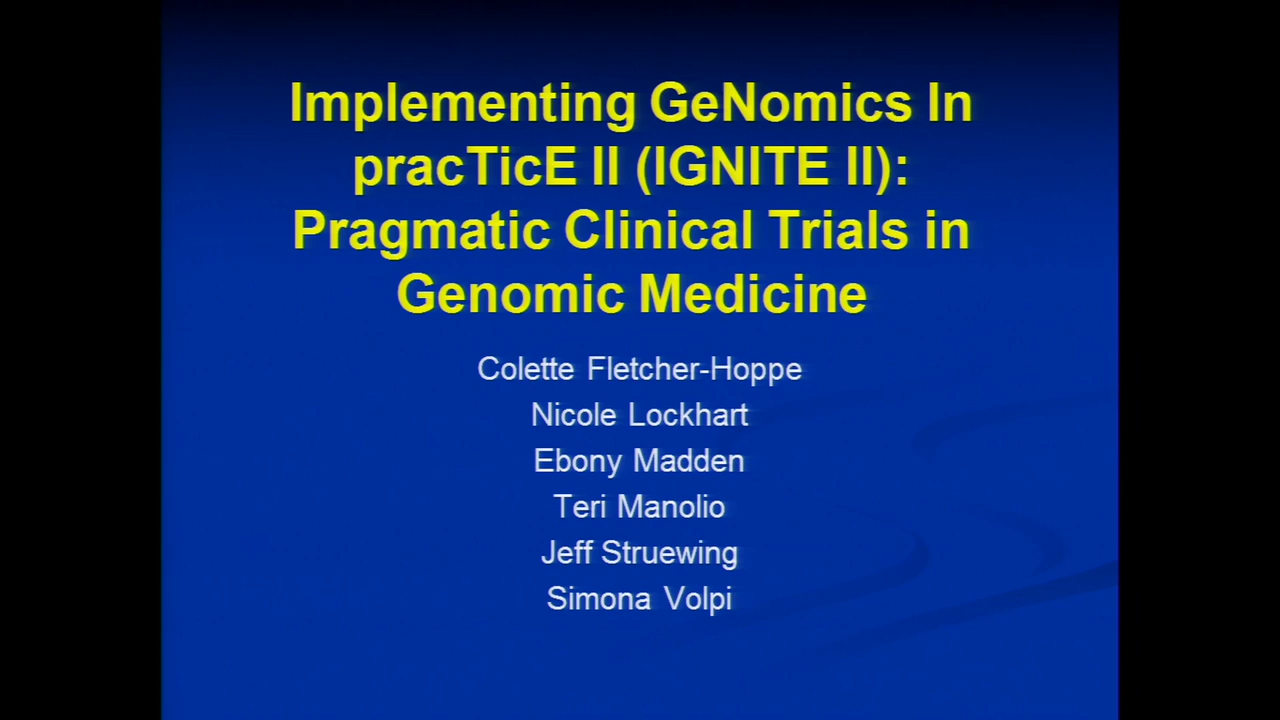 Implementing GeNomics In
pracTicE II (IGNITE II):
Pragmatic Clinical Trials in
Genomic Medicine
Colette Fletcher-Hoppe
Nicole Lockhart
Ebony Madden
Teri Manolio
Jeff Struewing
Simona Volpi